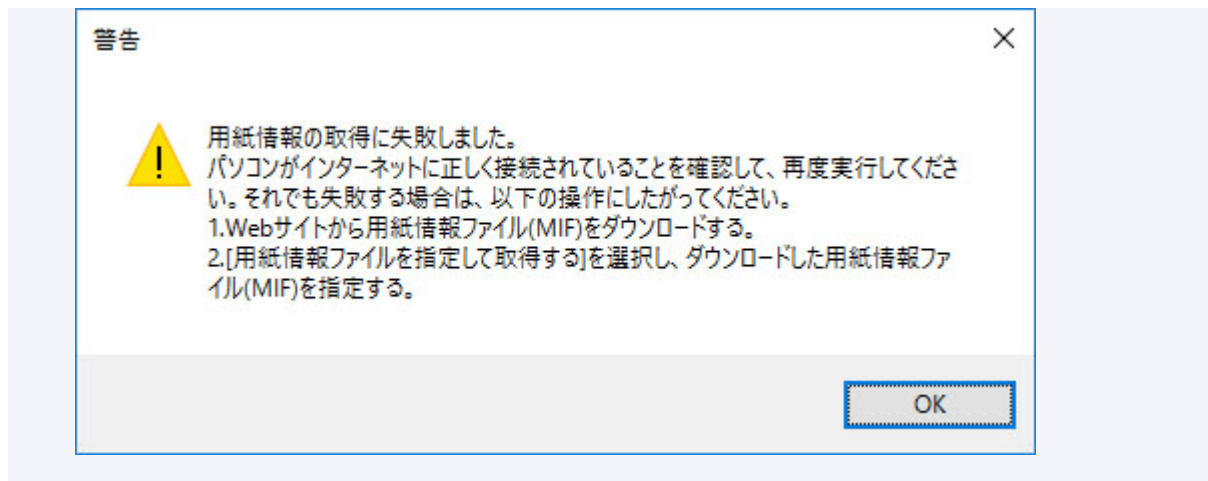 警告
用紙情報の取得に失敗しました。
パソコンがインターネットに正しく接続されていることを確認して、再度実行してくださ
い。それでも失敗する場合は、以下の操作にしたがってください。
1.Webサイトから用紙情報ファイル(MIF)をダウンロードする。
2.[用紙情報ファイルを指定して取得する]を選択し、ダウンロードした用紙情報ファ
イル(MIF)を指定する。
OK